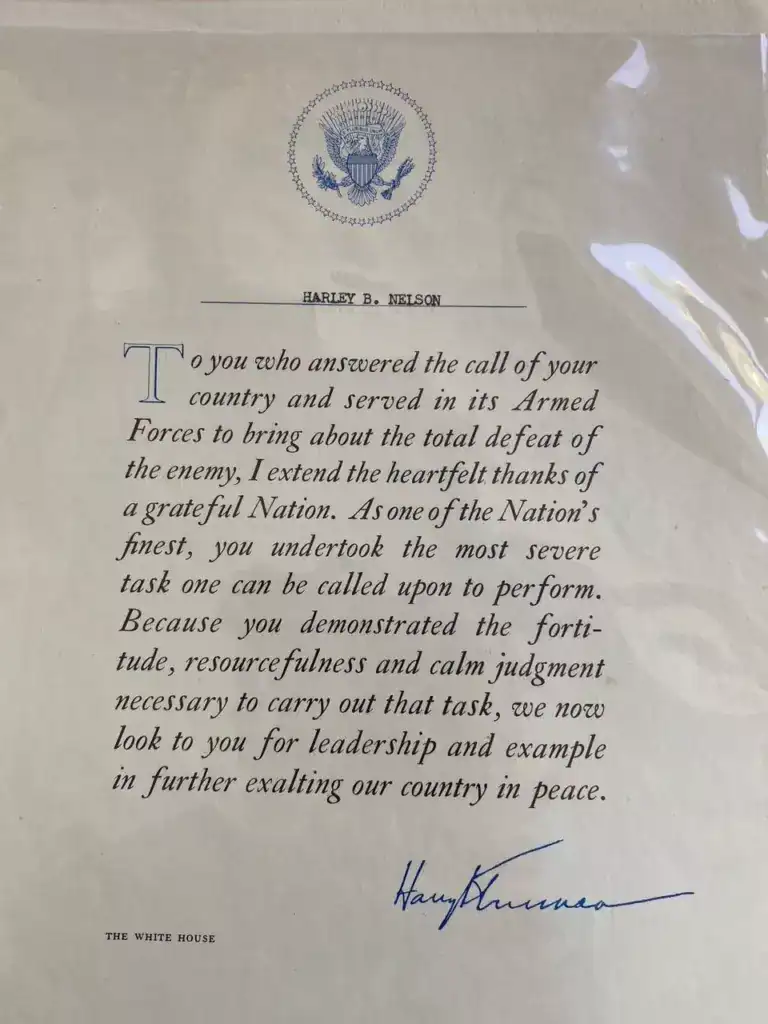 HARLEY B. NELSON
To you who answered the call of your
country and served in its Armed
Forces to bring about the total defeat of
the enemy, I extend the heartfelt thanks of
a grateful Nation. As one of the Nation's
finest, you undertook the most severe
task one can be called upon to perform.
Because you demonstrated the forti-
tude, resourcefulness and calm judgment
necessary to carry out that task, we now
look to you for leadership and example
in further exalting our country in peace.
Harry S Truman
THE WHITE HOUSE